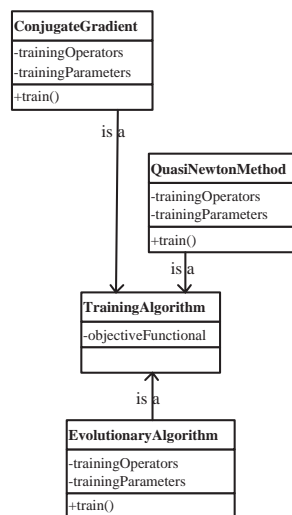 ConjugateGradient
-trainingOperators
-trainingParameters
+train()
is a
QuasiNewtonMethod
-trainingOperators
-trainingParameters
+train()
is a
TrainingAlgorithm
-objectiveFunctional
is a
EvolutionaryAlgorithm
-trainingOperators
-trainingParameters
+train()